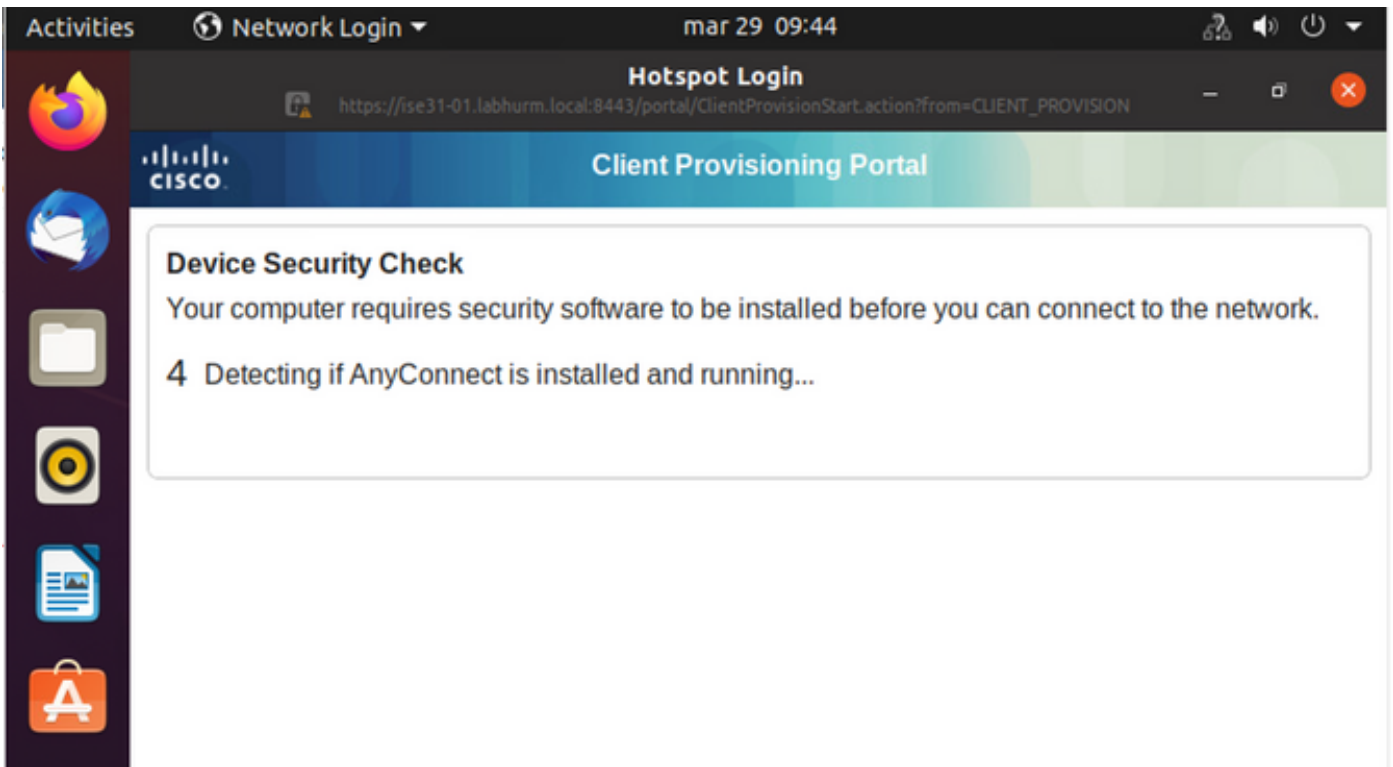 Activities Network Login mar 29 09:44
Hotspot Login
https://ise31-01.labhurm.local:8443/portal/ClientProvisionStart.action?from=CLIENT_PROVISION
CISCO
Client Provisioning Portal
Device Security Check
Your computer requires security software to be installed before you can connect to the network.
4 Detecting if AnyConnect is installed and running...